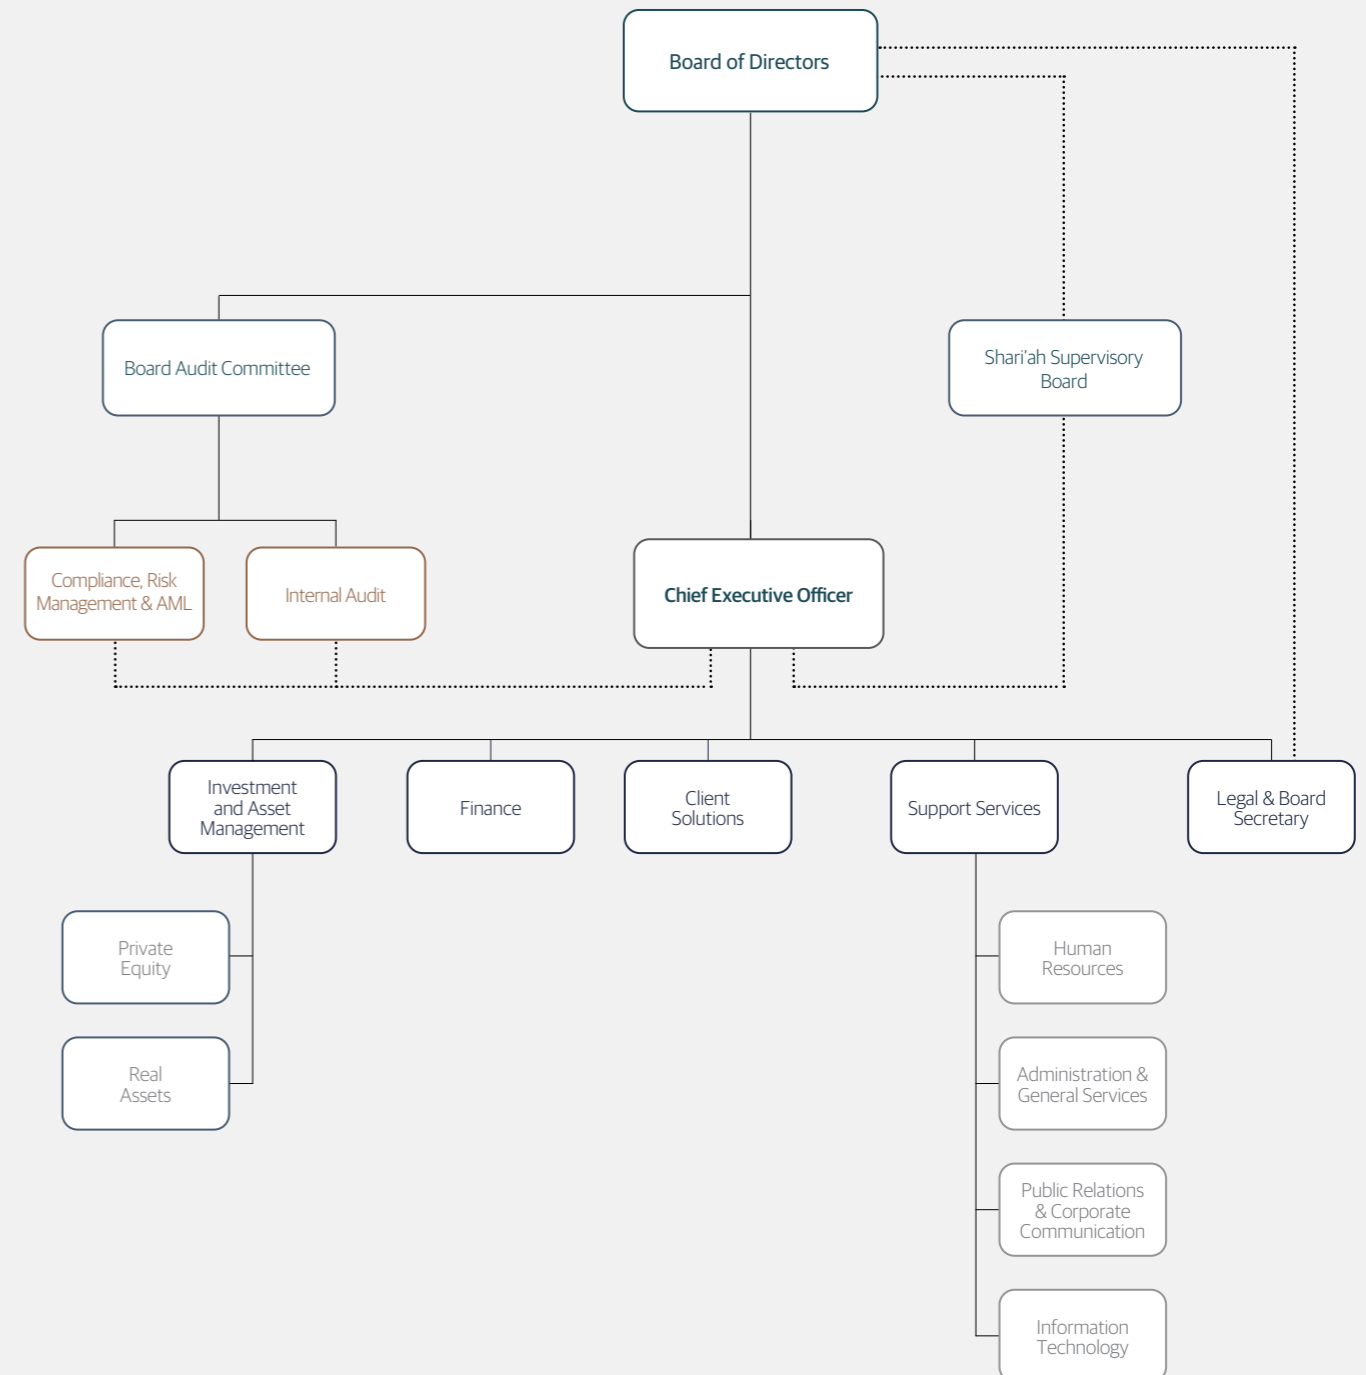 Board of Directors
Board Audit Committee
Shari'ah Supervisory
Board
Compliance, Risk
Management & AML
Internal Audit
Chief Executive Officer
Investment
and Asset
Management
Finance
Client
Solutions
Support Services
Legal & Board
Secretary
Private
Equity
Human
Resources
Real
Assets
Administration &
General Services
Public Relations
& Corporate
Communication
Information
Technology